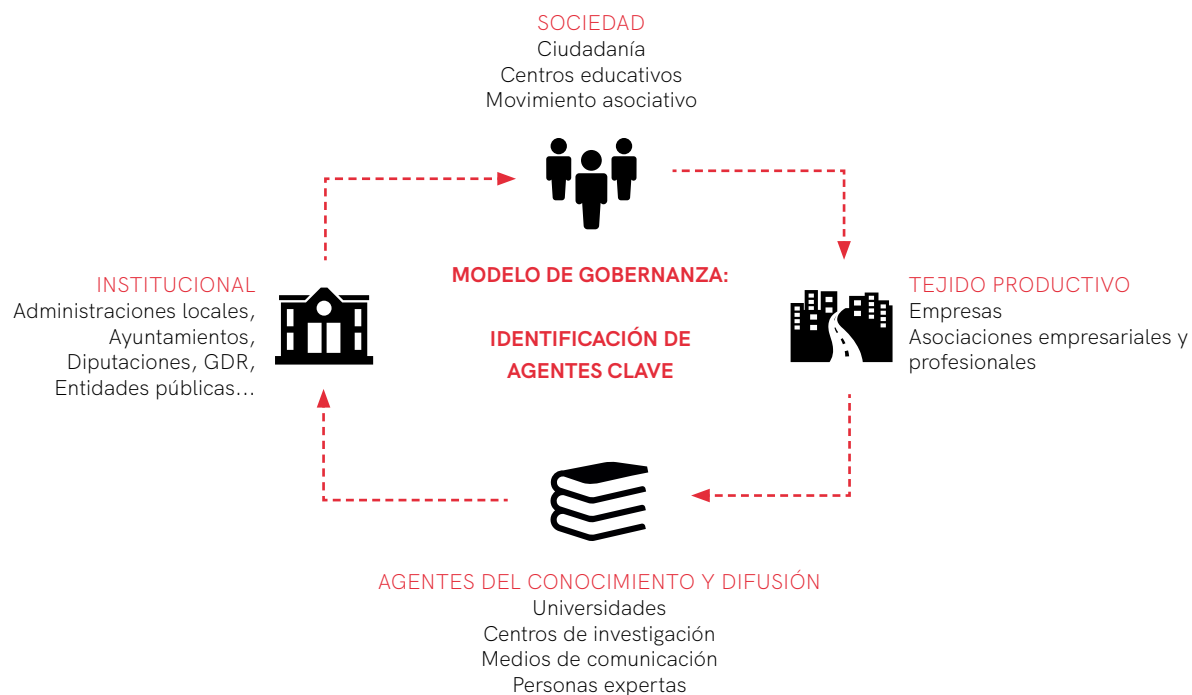 SOCIEDAD
Ciudadanía
Centros educativos
Movimiento asociativo
MODELO DE GOBERNANZA:
IDENTIFICACIÓN DE
AGENTES CLAVE
INSTITUCIONAL
Administraciones locales,
Ayuntamientos,
Diputaciones, GDR,
Entidades públicas...
TEJIDO PRODUCTIVO
Empresas
Asociaciones empresariales y
profesionales
AGENTES DEL CONOCIMIENTO Y DIFUSIÓN
Universidades
Centros de investigación
Medios de comunicación
Personas expertas